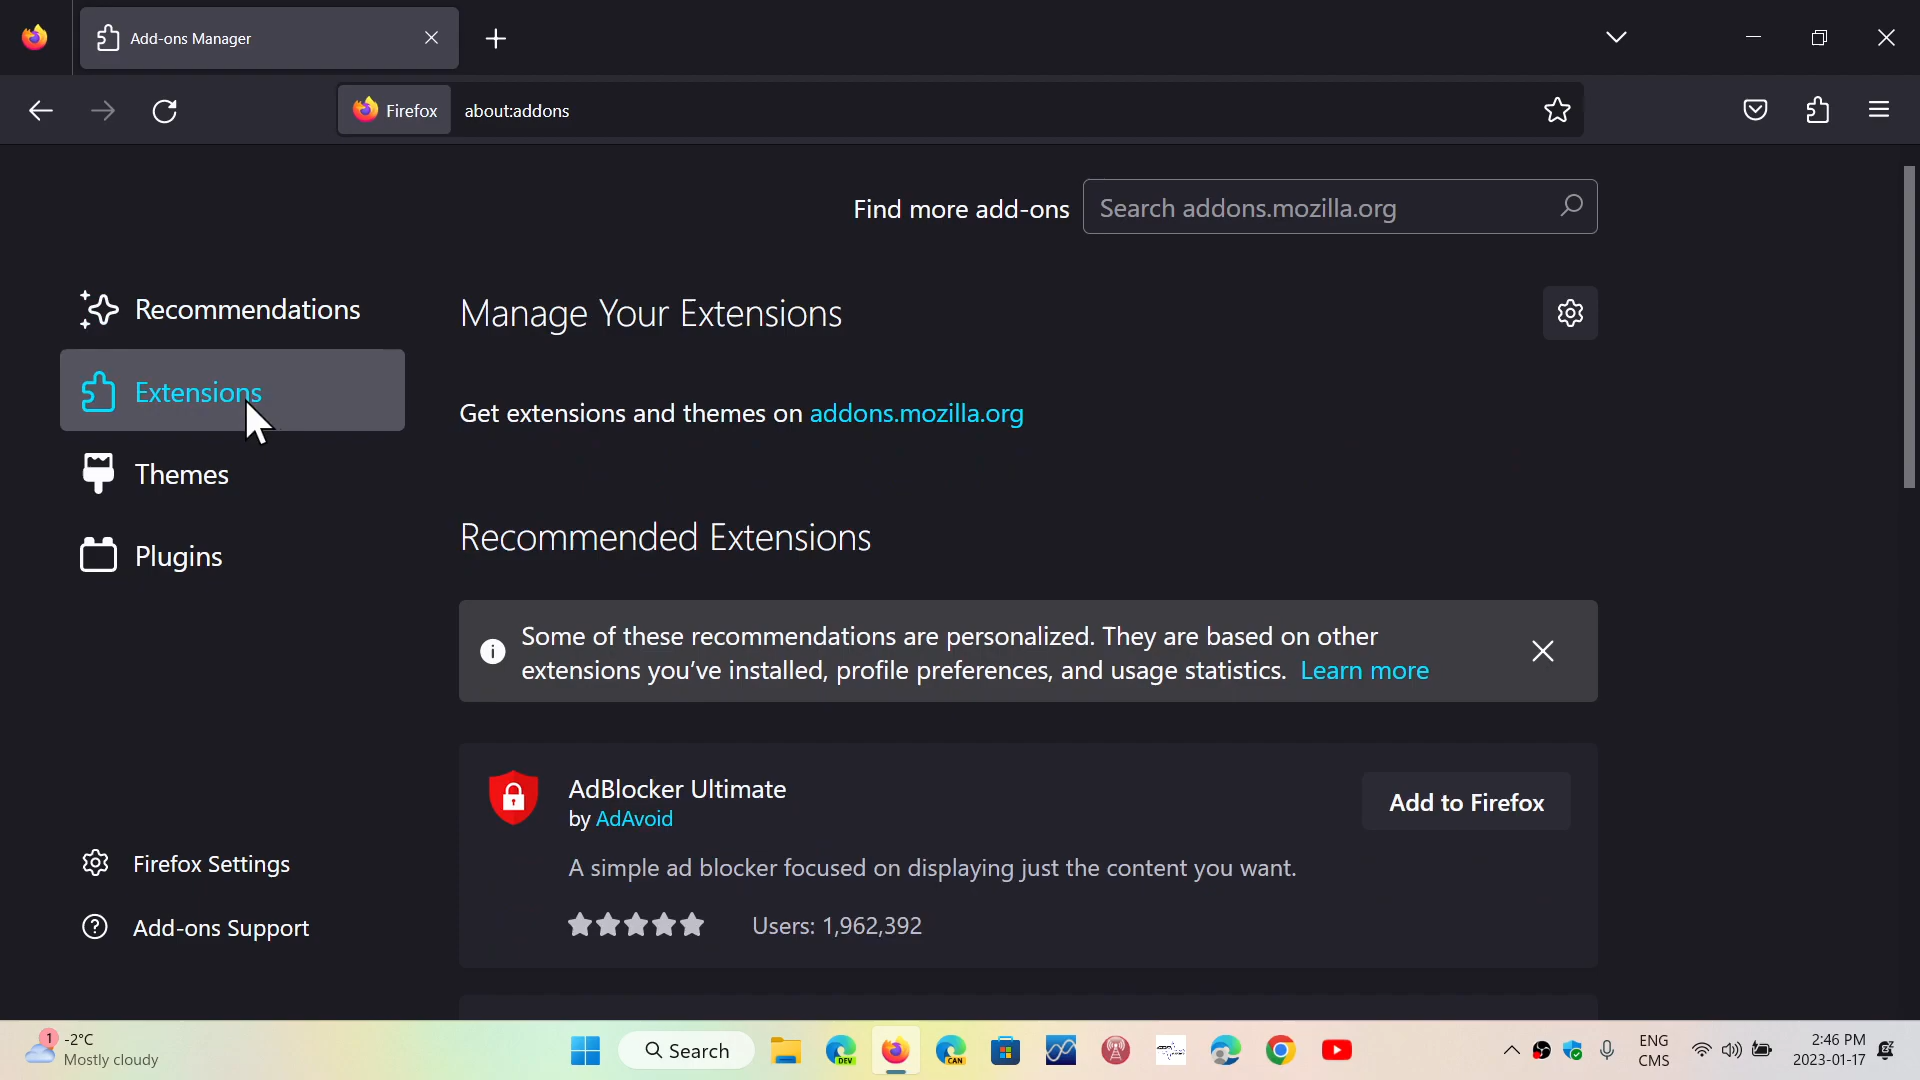 Add-ons Manager
Firefox
about:addons
Find more add-ons
Search addons.mozilla.org
Recommendations
Extensions
Themes
Plugins
Manage Your Extensions
Get extensions and themes on addons.mozilla.org
Recommended Extensions
Some of these recommendations are personalized. They are based on other
extensions you've installed, profile preferences, and usage statistics. Learn more
AdBlocker Ultimate
by AdAvoid
Add to Firefox
A simple ad blocker focused on displaying just the content you want.
Users: 1,962,392
Firefox Settings
Add-ons Support
1
-2°C
Mostly cloudy
Search
DEV
CAN
ENG
CMS
2:46 PM
2023-01-17